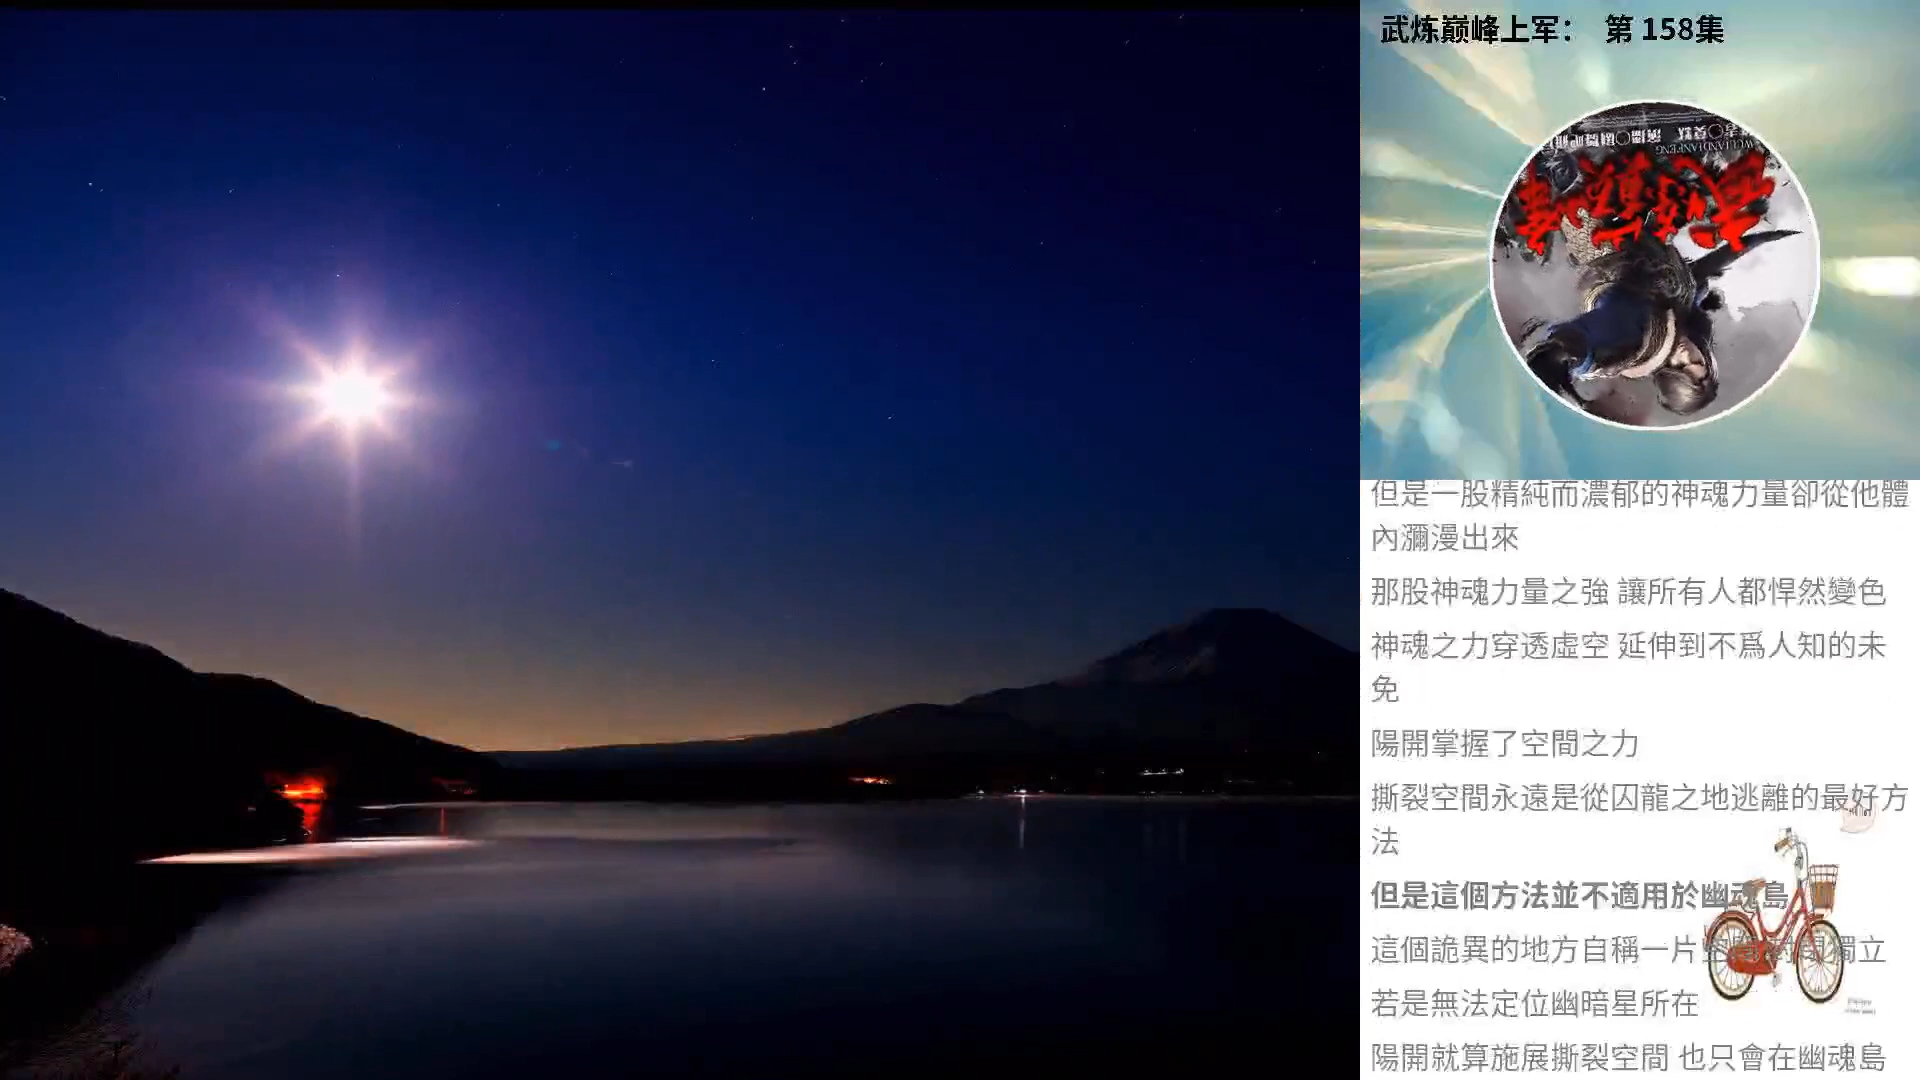 武炼巅峰上军： 第 158集
WULIANDIANFENG
但是一股精純而濃郁的神魂力量卻從他體
內瀰漫出來
那股神魂力量之強 讓所有人都悍然變色
神魂之力穿透虛空 延伸到不爲人知的未
免
陽開掌握了空間之力
撕裂空間永遠是從囚龍之地逃離的最好方
法
但是這個方法並不適用於幽魂島
這個詭異的地方自稱一片空間封閉獨立
若是無法定位幽暗星所在
陽開就算施展撕裂空間 也只會在幽魂島